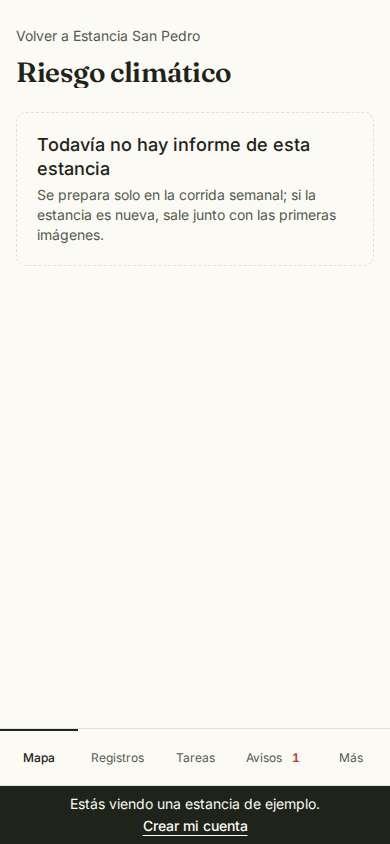 Volver a Estancia San Pedro
Riesgo climático
Todavía no hay informe de esta
estancia
Se prepara solo en la corrida semanal; si la
estancia es nueva, sale junto con las primeras
imágenes.
Mapa
Registros
Tareas
Avisos 1
Más
Estás viendo una estancia de ejemplo.
Crear mi cuenta